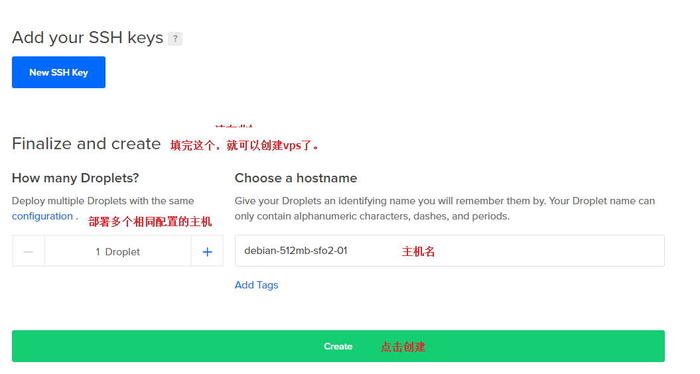 Add your SSH keys ?
New SSH Key
Finalize and create 填完这个，就可以创建vps了。
How many Droplets?
Deploy multiple Droplets with the same
configuration .
部署多个相同配置的主机
− 1 Droplet +
Choose a hostname
Give your Droplets an identifying name you will remember them by. Your Droplet name can
only contain alphanumeric characters, dashes, and periods.
debian-512mb-sfo2-01 主机名
Add Tags
Create 点击创建